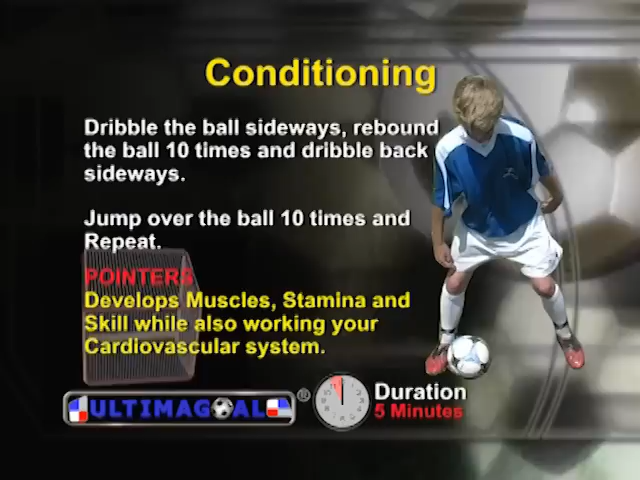 Conditioning
Dribble the ball sideways, rebound
the ball 10 times and dribble back
sideways.
Jump over the ball 10 times and
Repeat.
POINTERS
Develops Muscles, Stamina and
Skill while also working your
Cardiovascular system.
ULTIMAGOAL ®
Duration
5 Minutes